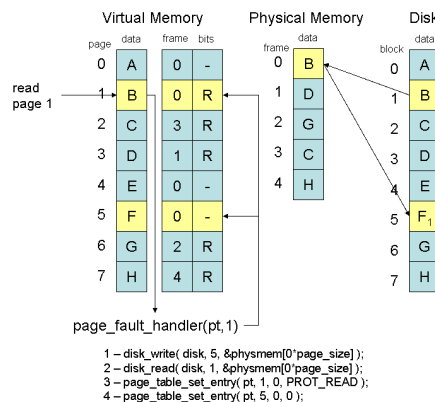 Virtual Memory Physical Memory Disk
page data frame bits
frame data
block data
0 A 0 - 0 B 0 A
read
page 1
1 B 0 R 1 D 1 B
2 C 3 R 2 G 2 C
3 D 1 R 3 C 3 D
4 E 0 - 4 H 4 E
5 F 0 - 5 F1
6 G 2 R 6 G
7 H 4 R 7 H
page_fault_handler(pt,1)
1 – disk_write( disk, 5, &physmem[0*page_size] );
2 – disk_read( disk, 1, &physmem[0*page_size] );
3 – page_table_set_entry( pt, 1, 0, PROT_READ );
4 – page_table_set_entry( pt, 5, 0, 0 );